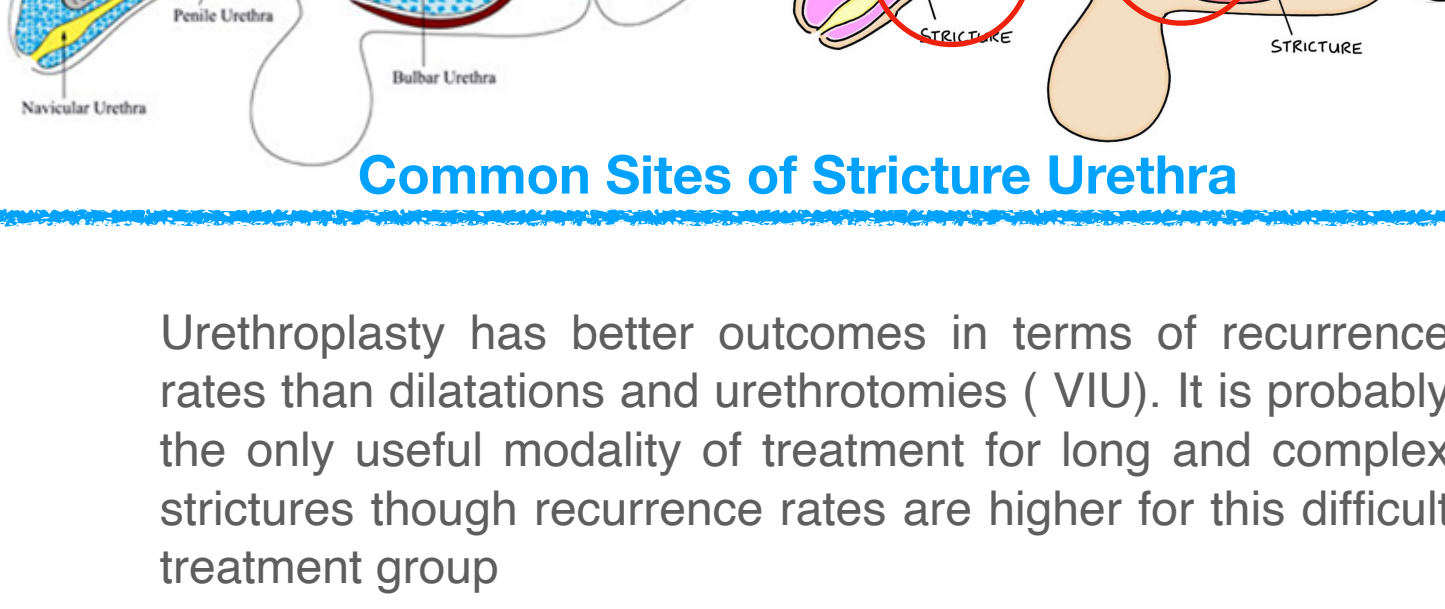 Penile Urethra
STRICTURE
STRICTURE
Bulbar Urethra
Navicular Urethra
Common Sites of Stricture Urethra
Urethroplasty has better outcomes in terms of recurrence
rates than dilatations and urethrotomies ( VIU). It is probably
the only useful modality of treatment for long and complex
strictures though recurrence rates are higher for this difficult
treatment group